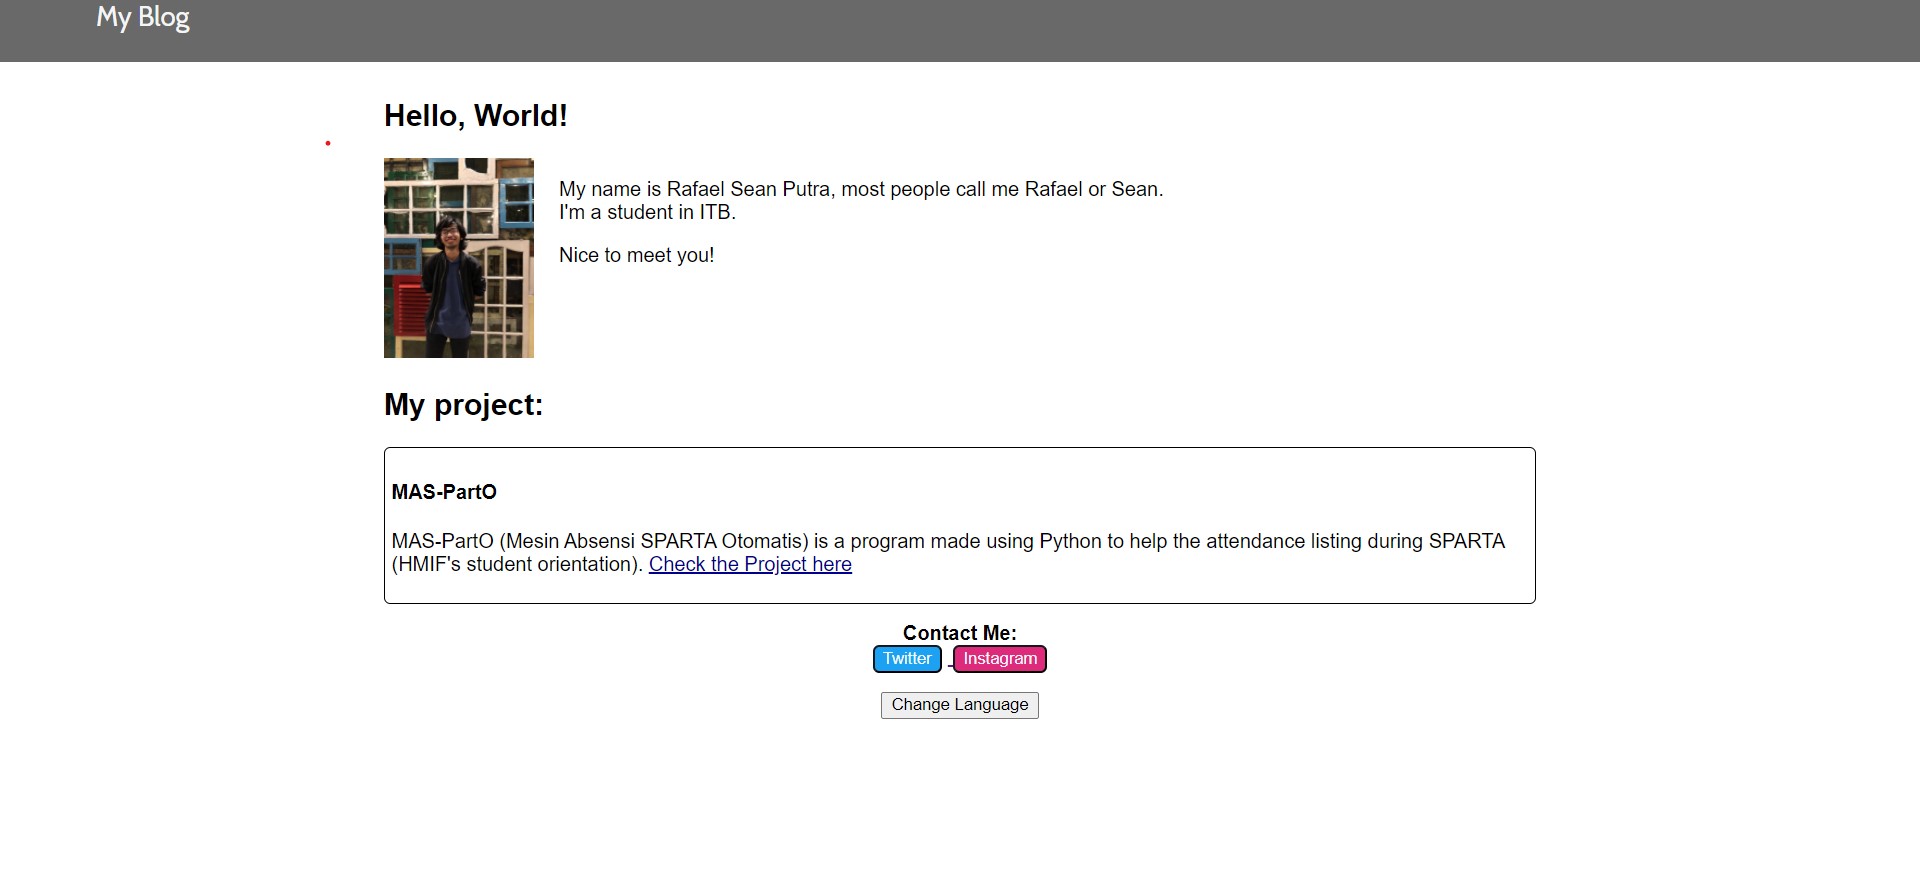 My Blog
Hello, World!
My name is Rafael Sean Putra, most people call me Rafael or Sean.
I'm a student in ITB.
Nice to meet you!
My project:
MAS-PartO
MAS-PartO (Mesin Absensi SPARTA Otomatis) is a program made using Python to help the attendance listing during SPARTA
(HMIF's student orientation). Check the Project here
Contact Me:
Twitter Instagram
Change Language